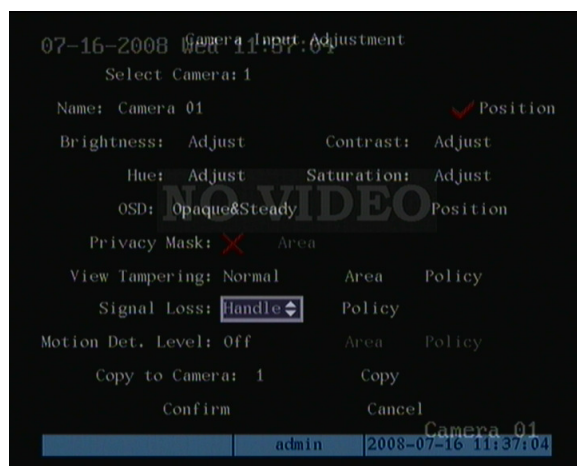 Camera Input Adjustment
07-16-2008 Wed 11:37:04
Select Camera: 1
Name: Camera 01 Position
Brightness: Adjust Contrast: Adjust
Hue: Adjust Saturation: Adjust
NO VIDEO
OSD: Opaque&Steady Position
Privacy Mask: Area
View Tampering: Normal Area Policy
Signal Loss: Handle Policy
Motion Det. Level: Off Area Policy
Copy to Camera: 1 Copy
Confirm Cancel
Camera 01
admin 2008-07-16 11:37:04